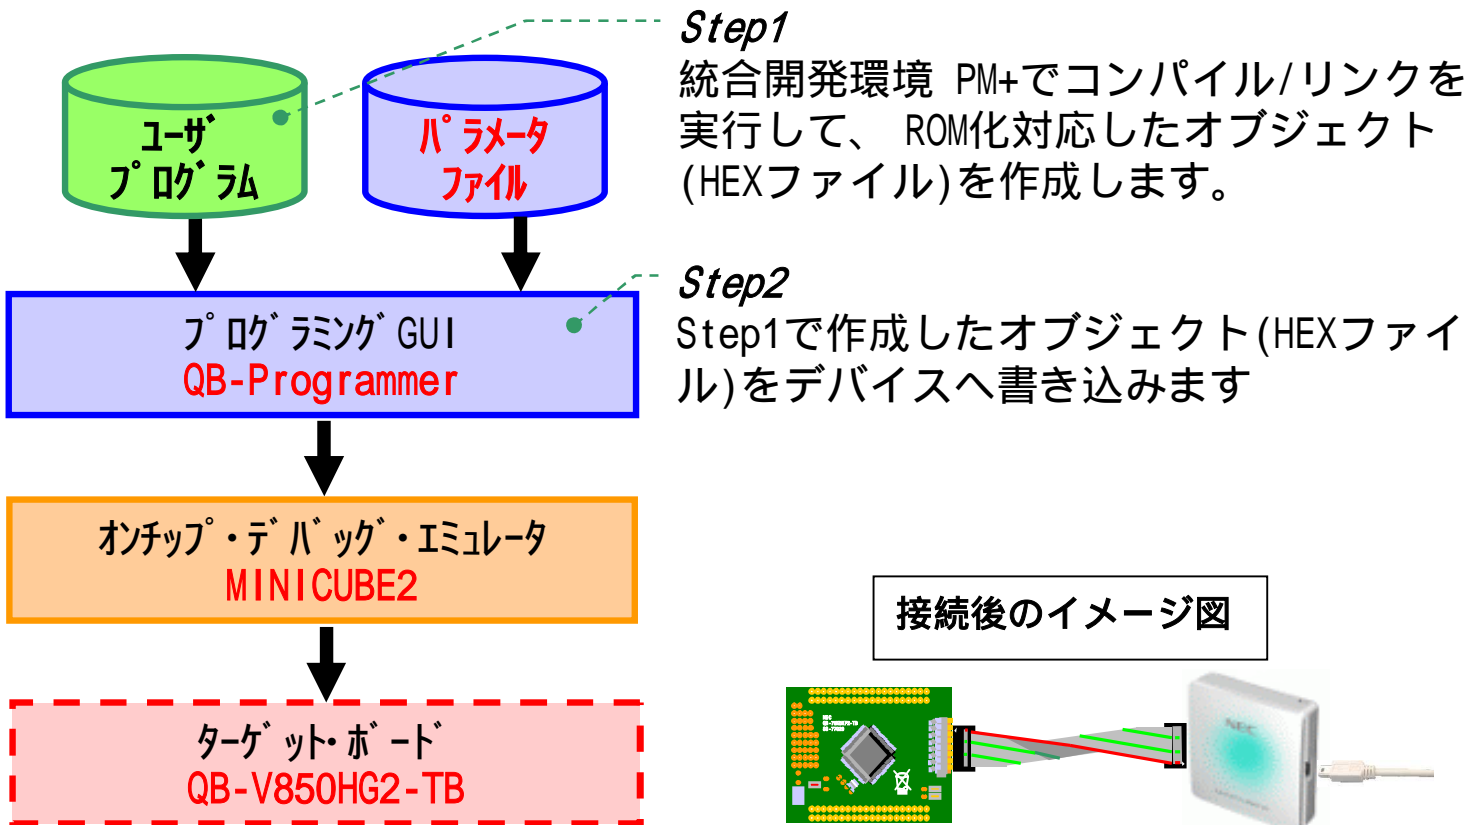 Step1
統合開発環境 PM+でコンパイル/リンクを
実行して、 ROM化対応したオブジェクト
(HEXファイル)を作成します。
ﾕｰｻﾞ
ﾌﾟﾛｸﾞﾗﾑ
ﾊﾟﾗﾒｰﾀ
ﾌｧｲﾙ
Step2
Step1で作成したオブジェクト(HEXファイ
ル)をデバイスへ書き込みます
ﾌﾟﾛｸﾞﾗﾐﾝｸﾞGUI
QB-Programmer
ｵﾝﾁｯﾌﾟ・ﾃﾞﾊﾞｯｸﾞ・ｴﾐｭﾚｰﾀ
MINICUBE2
ﾀｰｹﾞｯﾄ・ﾎﾞｰﾄﾞ
QB-V850HG2-TB
接続後のイメージ図
NEC
NEC